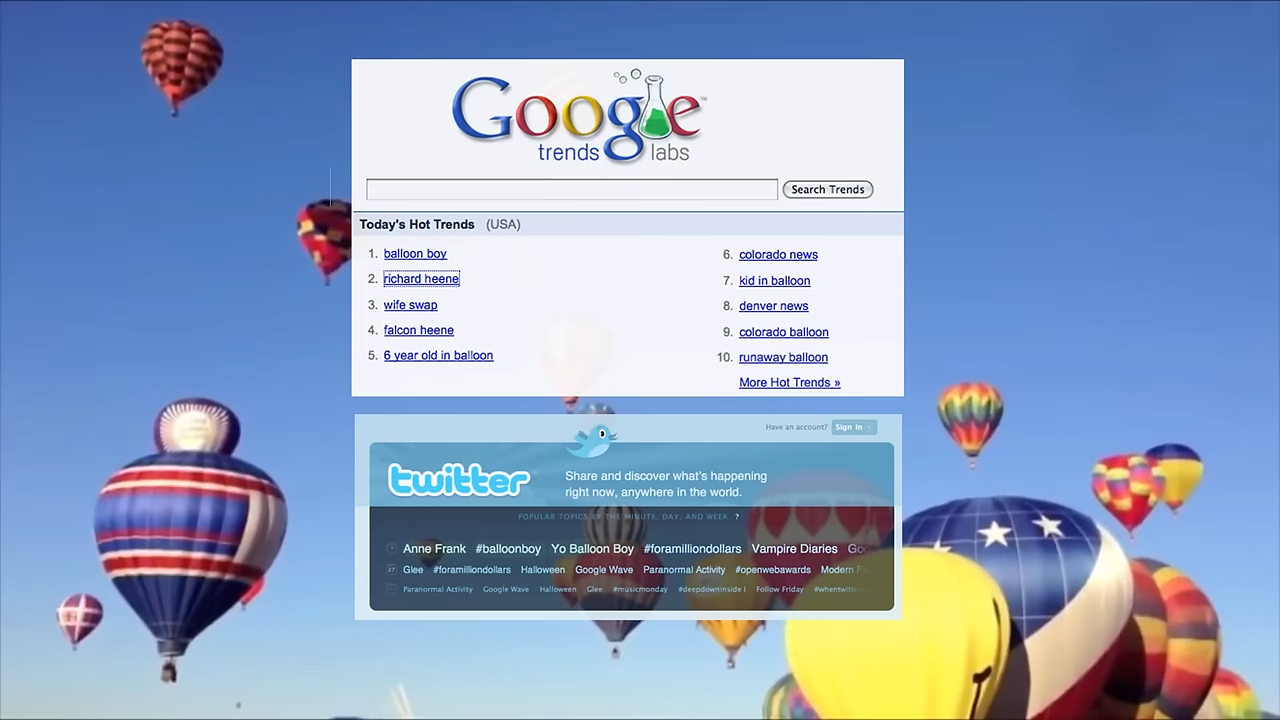 Google™
trends labs
Search Trends
Today's Hot Trends (USA)
1. balloon boy
2. richard heene
3. wife swap
4. falcon heene
5. 6 year old in balloon
6. colorado news
7. kid in balloon
8. denver news
9. colorado balloon
10. runaway balloon
More Hot Trends »
Have an account? Sign in
twitter
Share and discover what's happening
right now, anywhere in the world.
POPULAR TOPICS BY THE MINUTE, DAY, AND WEEK ?
Anne Frank #balloonboy Yo Balloon Boy #foramilliondollars Vampire Diaries
Glee #foramilliondollars Halloween Google Wave Paranormal Activity #openwebawards Modern
Paranormal Activity Google Wave Halloween Glee #musicmonday #deepdowninside I Follow Friday